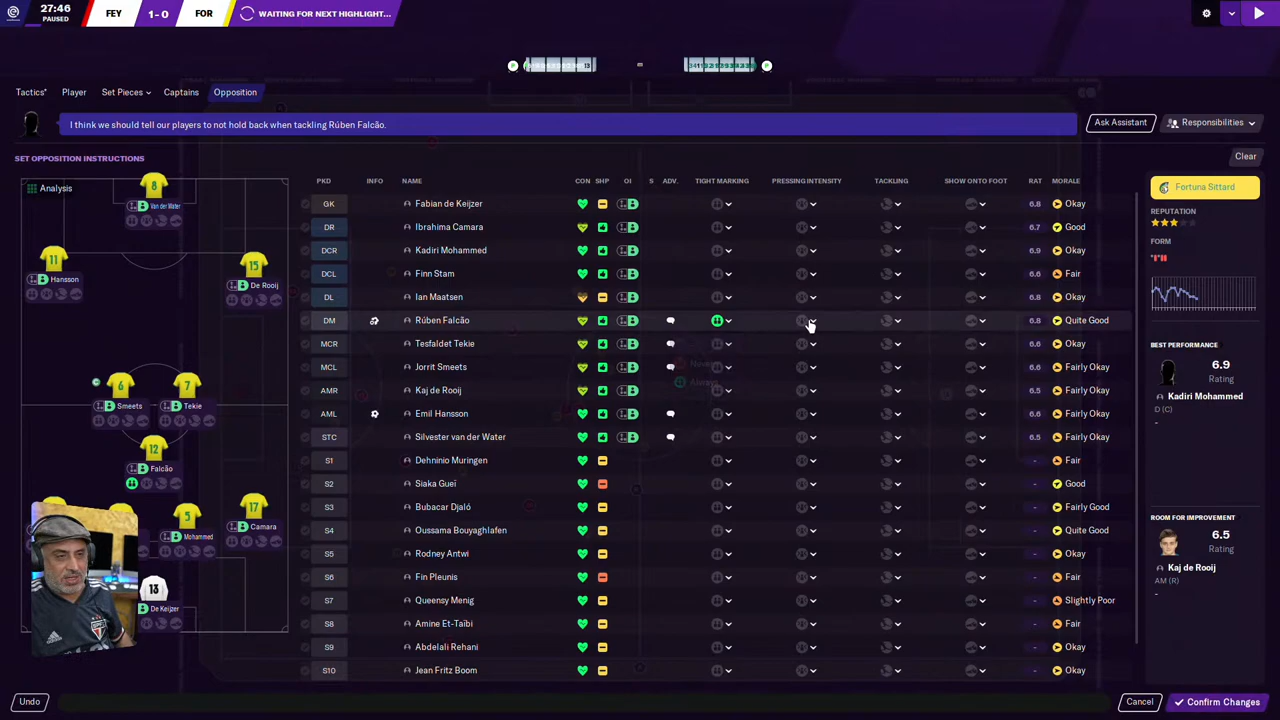 27:46
PAUSED
FEY
1 - 0
FOR
WAITING FOR NEXT HIGHLIGHT...
Tactics*
Player
Set Pieces
Captains
Opposition
I think we should tell our players to not hold back when tackling Rúben Falcão.
Ask Assistant
Responsibilities
SET OPPOSITION INSTRUCTIONS
Clear
Analysis
8
Van der Water
11
Hansson
15
De Rooij
6
Smeets
7
Tekie
12
Falcão
5
Mohammed
17
Camara
13
De Keijzer
PKD INFO NAME CON SHP OI S ADV. TIGHT MARKING PRESSING INTENSITY TACKLING SHOW ONTO FOOT RAT MORALE
GK Fabian de Keijzer 6.8 Okay
DR Ibrahima Camara 6.7 Good
DCR Kadiri Mohammed 6.9 Okay
DCL Finn Stam 6.6 Fair
DL Ian Maatsen 6.8 Okay
DM Rúben Falcão 6.8 Quite Good
MCR Tesfaldet Tekie 6.6 Okay
MCL Jorrit Smeets 6.6 Fairly Okay
AMR Kaj de Rooij 6.5 Fairly Okay
AML Emil Hansson 6.6 Fairly Okay
STC Silvester van der Water 6.5 Fairly Okay
S1 Dehninio Muringen - Fair
S2 Siaka Gueï - Good
S3 Bubacar Djaló - Fairly Good
S4 Oussama Bouyaghlafen - Quite Good
S5 Rodney Antwi - Okay
S6 Fin Pleunis - Fair
S7 Queensy Menig - Slightly Poor
S8 Amine Et-Taibi - Fair
S9 Abdelali Rehani - Okay
S10 Jean Fritz Boom - Okay
Fortuna Sittard
REPUTATION
FORM
BEST PERFORMANCE
6.9
Rating
Kadiri Mohammed
D (C)
-
ROOM FOR IMPROVEMENT
6.5
Rating
Kaj de Rooij
AM (R)
-
Undo
Cancel
Confirm Changes